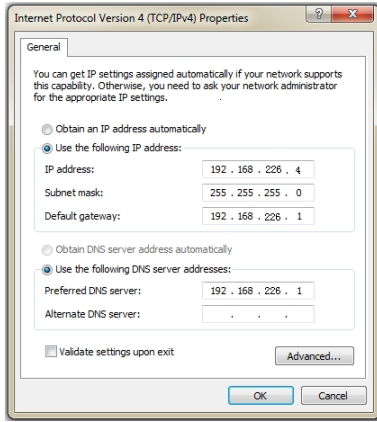 Internet Protocol Version 4 (TCP/IPv4) Properties
General
You can get IP settings assigned automatically if your network supports
this capability. Otherwise, you need to ask your network administrator
for the appropriate IP settings.
Obtain an IP address automatically
Use the following IP address:
IP address: 192 . 168 . 226 . 4
Subnet mask: 255 . 255 . 255 . 0
Default gateway: 192 . 168 . 226 . 1
Obtain DNS server address automatically
Use the following DNS server addresses:
Preferred DNS server: 192 . 168 . 226 . 1
Alternate DNS server: . . .
Validate settings upon exit
Advanced...
OK Cancel